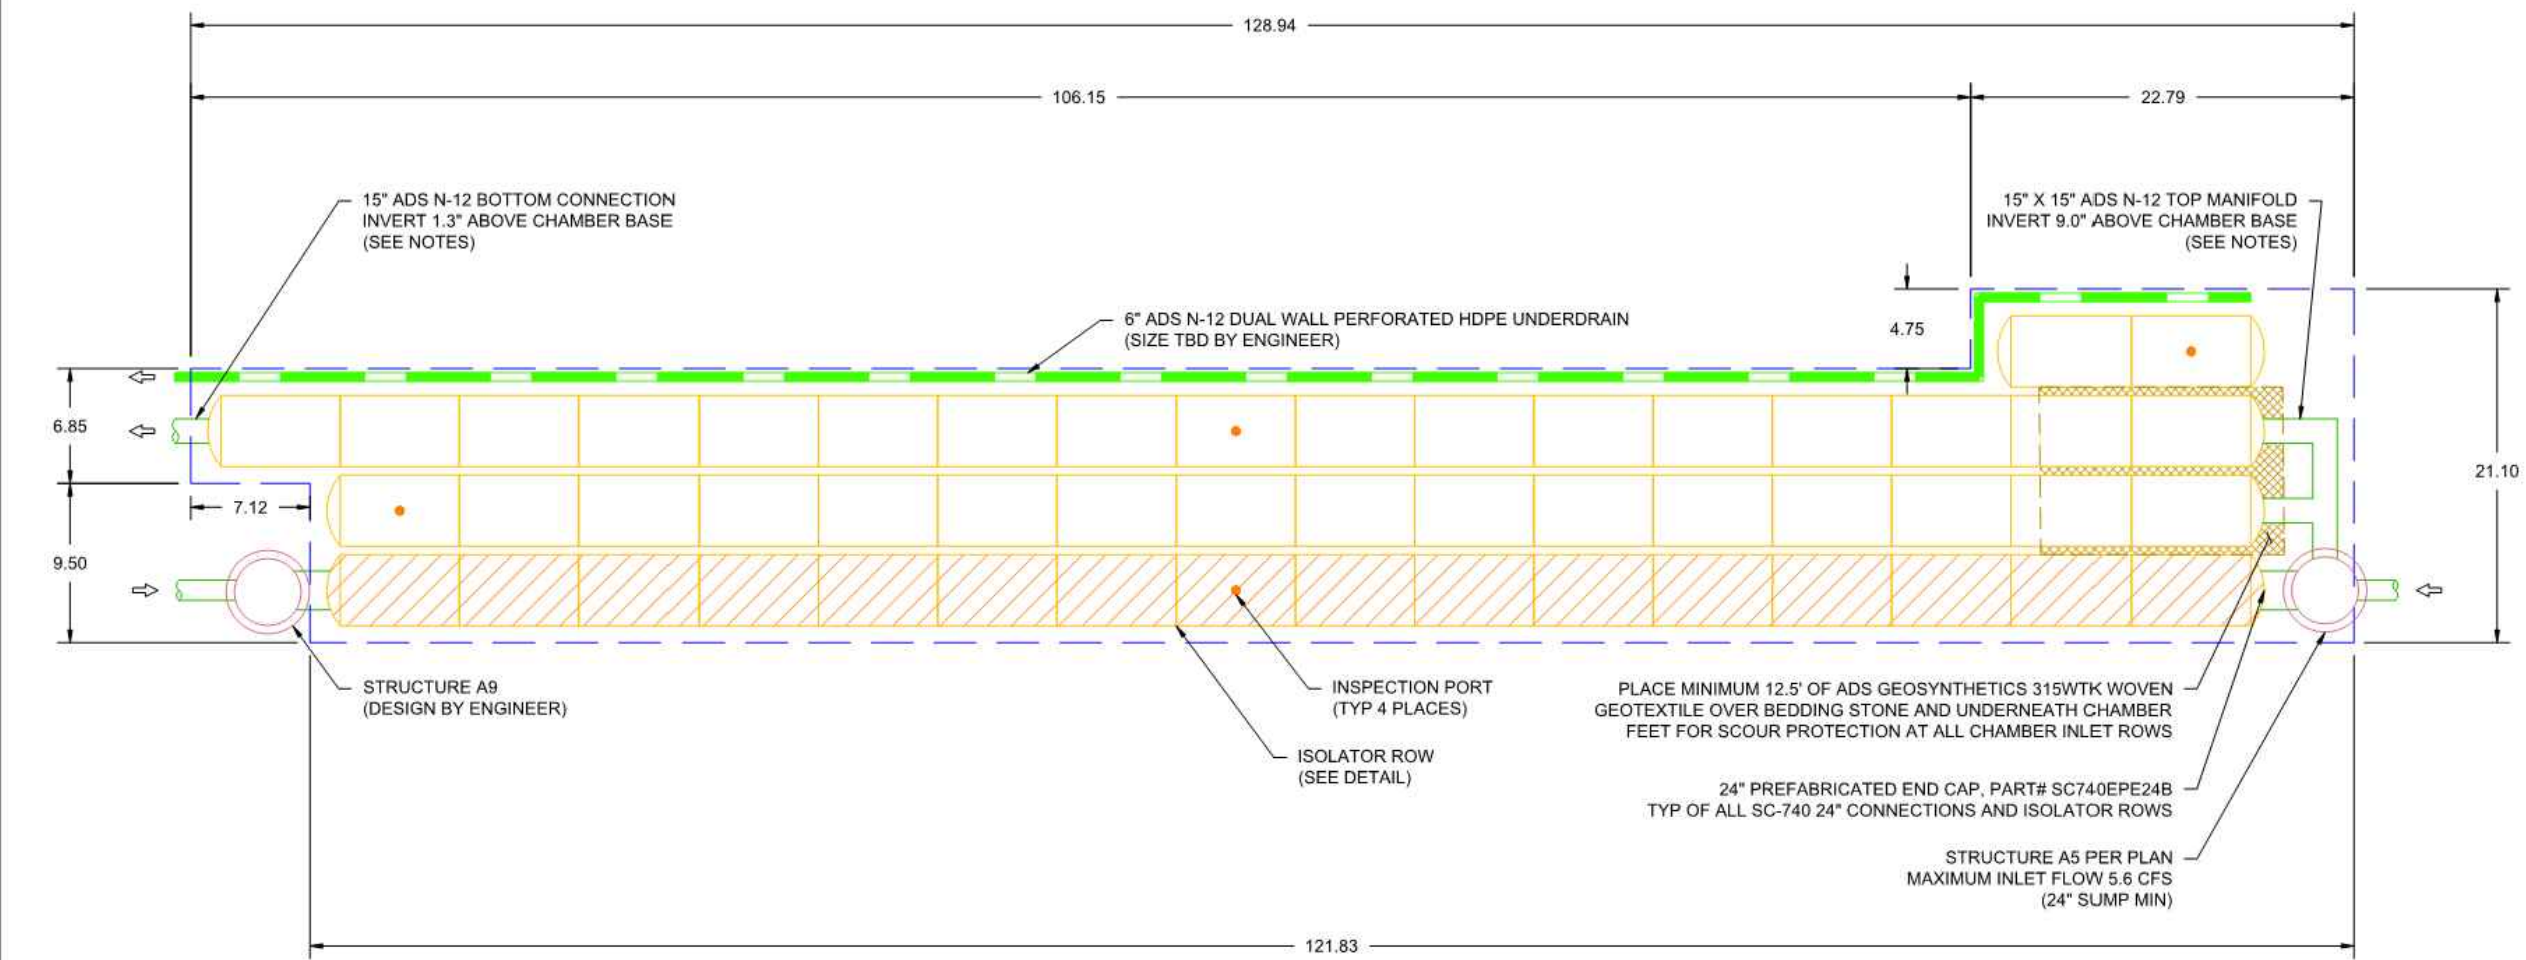 128.94
106.15
22.79
15" ADS N-12 BOTTOM CONNECTION
INVERT 1.3" ABOVE CHAMBER BASE
(SEE NOTES)
15" X 15" ADS N-12 TOP MANIFOLD
INVERT 9.0" ABOVE CHAMBER BASE
(SEE NOTES)
6" ADS N-12 DUAL WALL PERFORATED HDPE UNDERDRAIN
(SIZE TBD BY ENGINEER)
4.75
6.85
21.10
7.12
9.50
STRUCTURE A9
(DESIGN BY ENGINEER)
INSPECTION PORT
(TYP 4 PLACES)
ISOLATOR ROW
(SEE DETAIL)
PLACE MINIMUM 12.5' OF ADS GEOSYNTHETICS 315WTK WOVEN
GEOTEXTILE OVER BEDDING STONE AND UNDERNEATH CHAMBER
FEET FOR SCOUR PROTECTION AT ALL CHAMBER INLET ROWS
24" PREFABRICATED END CAP, PART# SC740EPE24B
TYP OF ALL SC-740 24" CONNECTIONS AND ISOLATOR ROWS
STRUCTURE A5 PER PLAN
MAXIMUM INLET FLOW 5.6 CFS
(24" SUMP MIN)
121.83